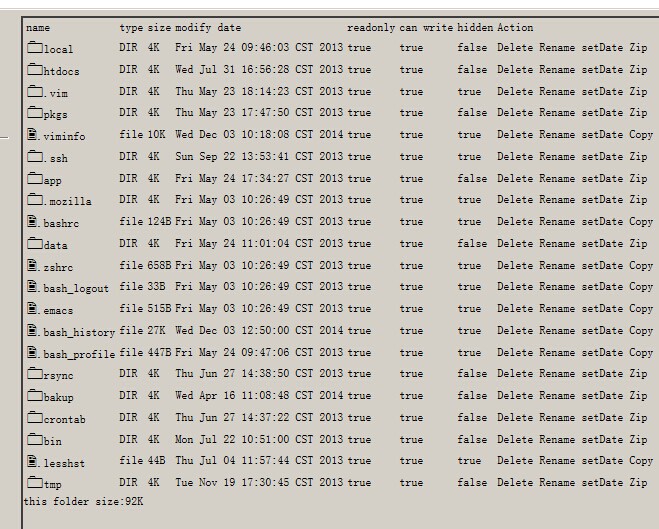 name type size modify date readonly can write hidden Action
local DIR 4K Fri May 24 09:46:03 CST 2013 true true false Delete Rename setDate Zip
htdocs DIR 4K Wed Jul 31 16:56:28 CST 2013 true true false Delete Rename setDate Zip
.vim DIR 4K Thu May 23 18:14:23 CST 2013 true true true Delete Rename setDate Zip
pkgs DIR 4K Thu May 23 17:47:50 CST 2013 true true false Delete Rename setDate Zip
.viminfo file 10K Wed Dec 03 10:18:08 CST 2014 true true true Delete Rename setDate Copy
.ssh DIR 4K Sun Sep 22 13:53:41 CST 2013 true true true Delete Rename setDate Zip
app DIR 4K Fri May 24 17:34:27 CST 2013 true true false Delete Rename setDate Zip
.mozilla DIR 4K Fri May 03 10:26:49 CST 2013 true true true Delete Rename setDate Zip
.bashrc file 124B Fri May 03 10:26:49 CST 2013 true true true Delete Rename setDate Copy
data DIR 4K Fri May 24 11:01:04 CST 2013 true true false Delete Rename setDate Zip
.zshrc file 658B Fri May 03 10:26:49 CST 2013 true true true Delete Rename setDate Copy
.bash_logout file 33B Fri May 03 10:26:49 CST 2013 true true true Delete Rename setDate Copy
.emacs file 515B Fri May 03 10:26:49 CST 2013 true true true Delete Rename setDate Copy
.bash_history file 27K Wed Dec 03 12:50:00 CST 2014 true true true Delete Rename setDate Copy
.bash_profile file 447B Fri May 24 09:47:06 CST 2013 true true true Delete Rename setDate Copy
rsync DIR 4K Thu Jun 27 14:38:50 CST 2013 true true false Delete Rename setDate Zip
bakup DIR 4K Wed Apr 16 11:08:48 CST 2014 true true false Delete Rename setDate Zip
crontab DIR 4K Thu Jun 27 14:37:22 CST 2013 true true false Delete Rename setDate Zip
bin DIR 4K Mon Jul 22 10:51:00 CST 2013 true true false Delete Rename setDate Zip
.lesshst file 44B Thu Jul 04 11:57:44 CST 2013 true true true Delete Rename setDate Copy
tmp DIR 4K Tue Nov 19 17:30:45 CST 2013 true true false Delete Rename setDate Zip
this folder size:92K